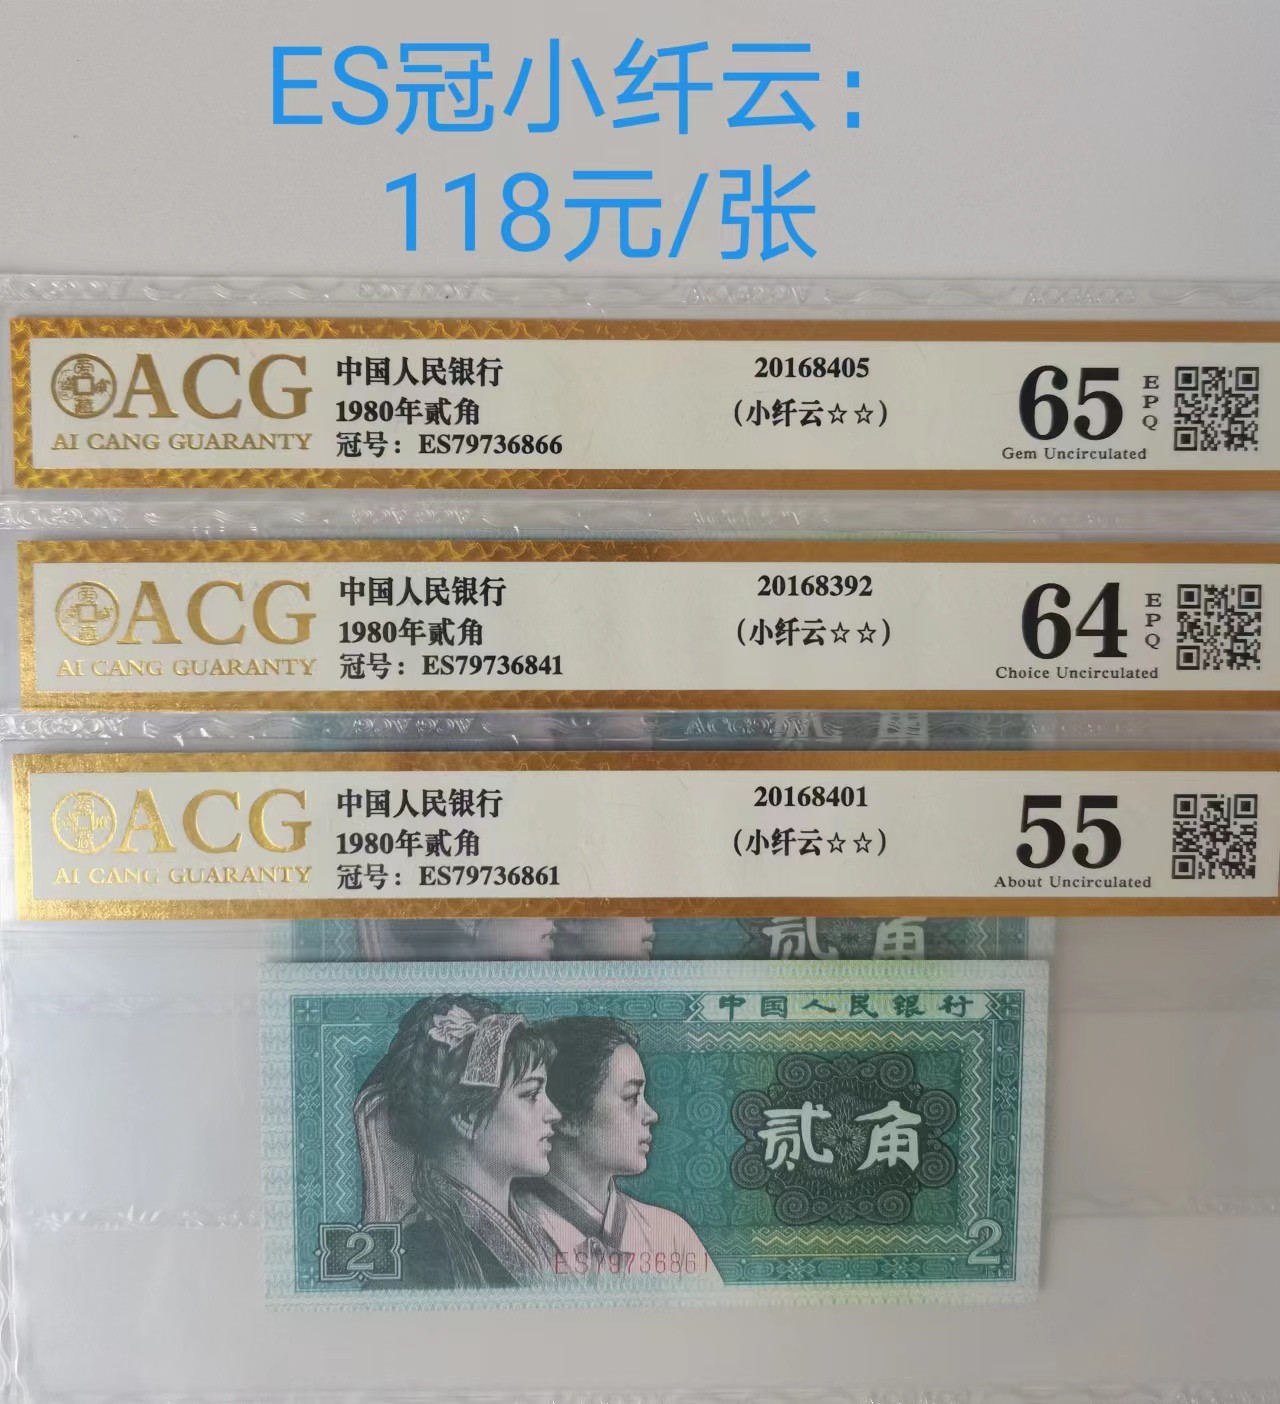 ES冠小纤云：
118元/张
ACG
AI CANG GUARANTY
中国人民银行
1980年贰角
冠号：ES79736866
20168405
（小纤云☆☆）
65
EPQ
Gem Uncirculated
ACG
AI CANG GUARANTY
中国人民银行
1980年贰角
冠号：ES79736841
20168392
（小纤云☆☆）
64
EPQ
Choice Uncirculated
ACG
AI CANG GUARANTY
中国人民银行
1980年贰角
冠号：ES79736861
20168401
（小纤云☆☆）
55
About Uncirculated
贰角
中国人民银行
贰角
2
ES79736861
2